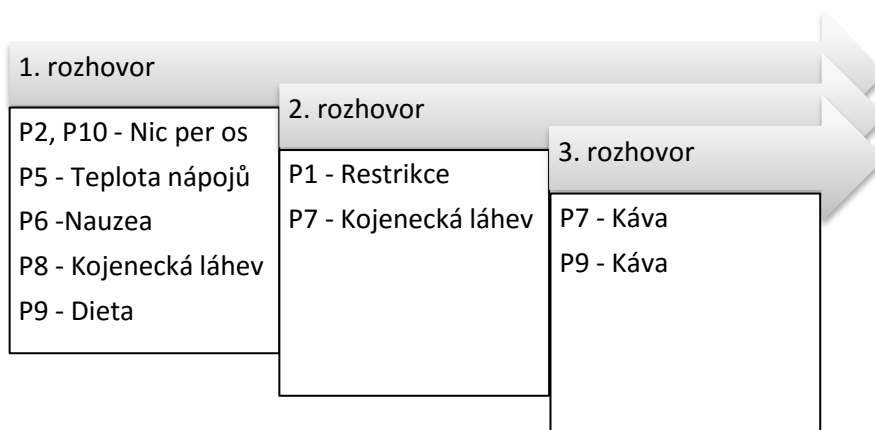 1. rozhovor
P2, P10 - Nic per os
P5 - Teplota nápojů
P6 -Nauzea
P8 - Kojenecká láhev
P9 - Dieta
2. rozhovor
P1 - Restrikce
P7 - Kojenecká láhev
3. rozhovor
P7 - Káva
P9 - Káva